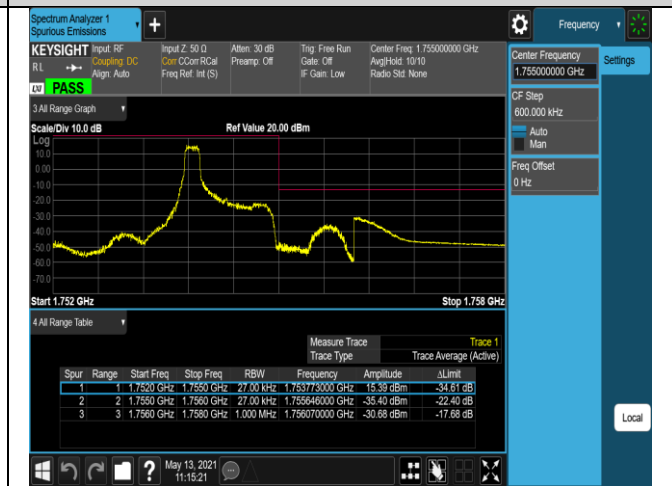 Spectrum Analyzer 1
Spurious Emissions
Frequency
KEYSIGHT Input: RF Input Z: 50 Ω Atten: 30 dB Trig: Free Run Center Freq: 1.755000000 GHz
RL Coupling: DC Corr CCorr RCal Preamp: Off Gate: Off Avg|Hold: 10/10
Align: Auto Freq Ref: Int (S) IF Gain: Low Radio Std: None
LXI PASS
Center Frequency
1.755000000 GHz
Settings
CF Step
600.000 kHz
Auto
Man
Freq Offset
0 Hz
3 All Range Graph
Scale/Div 10.0 dB Ref Value 20.00 dBm
Log
10.0
0.00
-10.0
-20.0
-30.0
-40.0
-50.0
-60.0
-70.0
Start 1.752 GHz Stop 1.758 GHz
4 All Range Table
Measure Trace Trace 1
Trace Type Trace Average (Active)
Spur Range Start Freq Stop Freq RBW Frequency Amplitude ΔLimit
1 1 1.7520 GHz 1.7550 GHz 27.00 kHz 1.753773000 GHz 15.39 dBm -34.61 dB
2 2 1.7550 GHz 1.7560 GHz 27.00 kHz 1.755646000 GHz -35.40 dBm -22.40 dB
3 3 1.7560 GHz 1.7580 GHz 1.000 MHz 1.756070000 GHz -30.68 dBm -17.68 dB
Local
May 13, 2021
11:15:21